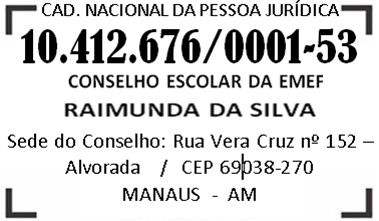 CAD. NACIONAL DA PESSOA JURÍDICA
10.412.676/0001-53
CONSELHO ESCOLAR DA EMEF
RAIMUNDA DA SILVA
Sede do Conselho: Rua Vera Cruz nº 152 –
Alvorada / CEP 69038-270
MANAUS - AM